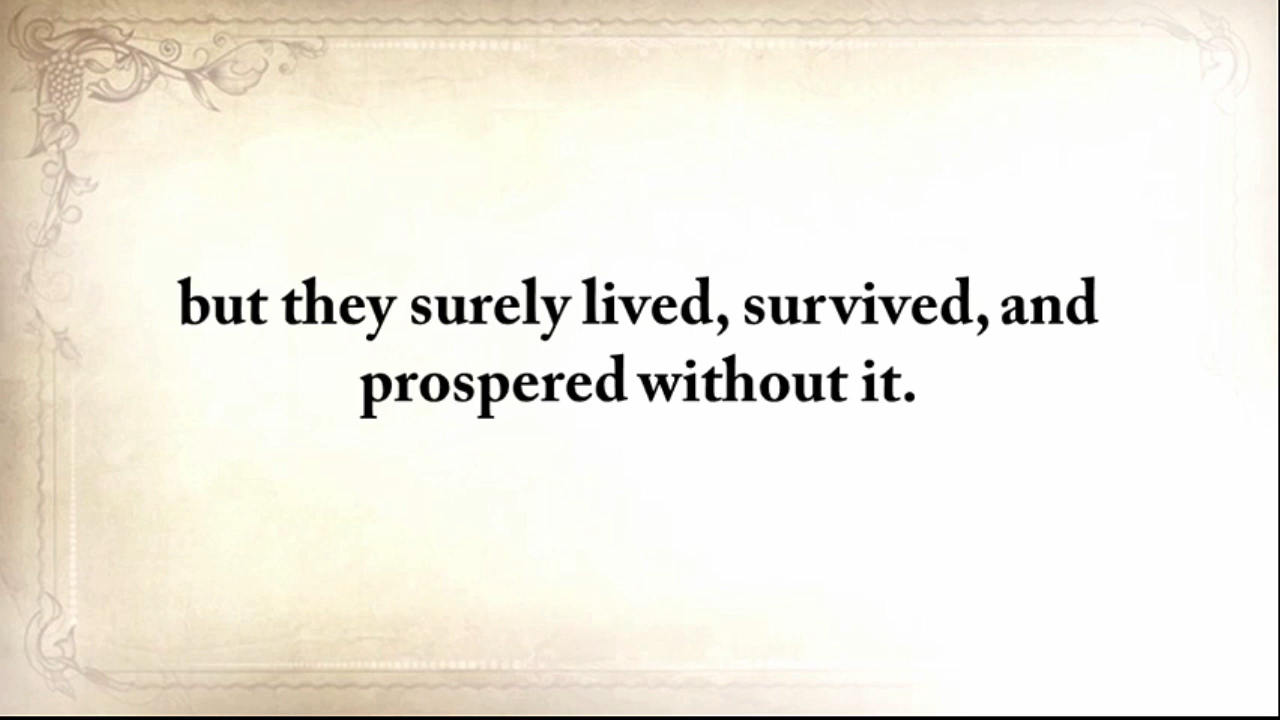 but they surely lived, survived, and
prospered without it.